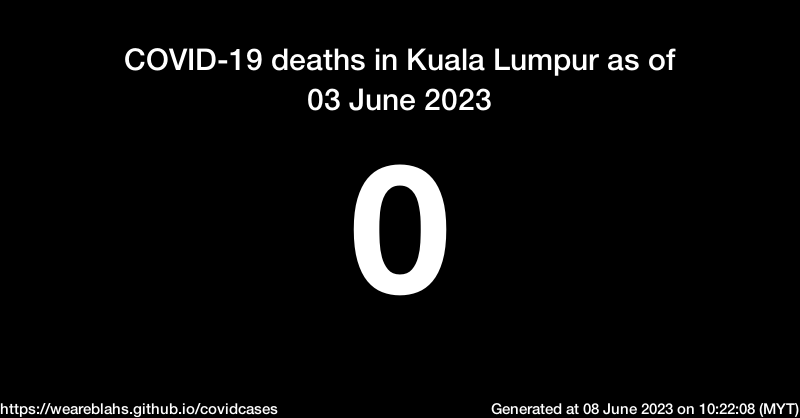 COVID-19 deaths in Kuala Lumpur as of
03 June 2023
0
https://weareblahs.github.io/covidcases
Generated at 08 June 2023 on 10:22:08 (MYT)